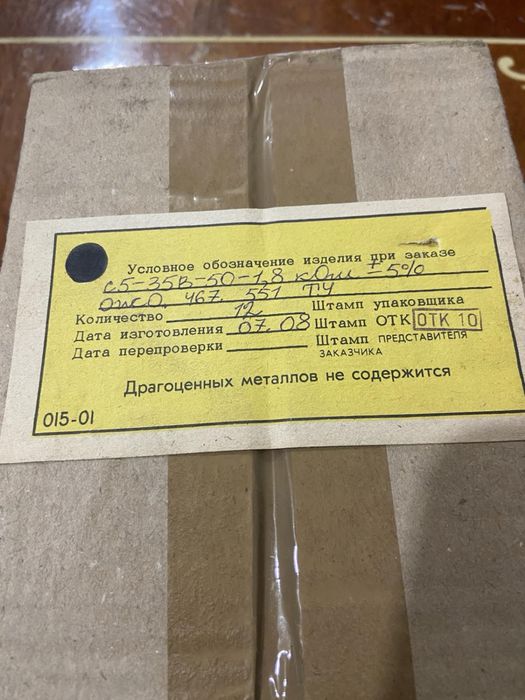 Условное обозначение изделия при заказе
С5-35В-50-1,8 кОм ±5%
ОЖО. 467. 551 ТУ
Количество 12 Штамп упаковщика
Дата изготовления 07.08 Штамп ОТК ОТК 10
Дата перепроверки Штамп ПРЕДСТАВИТЕЛЯ ЗАКАЗЧИКА
Драгоценных металлов не содержится
015-01